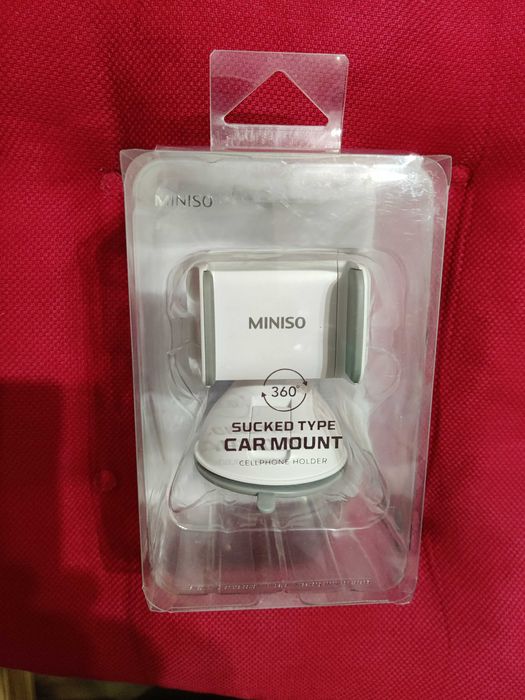 MINISO
MINISO
360°
SUCKED TYPE
CAR MOUNT
CELLPHONE HOLDER